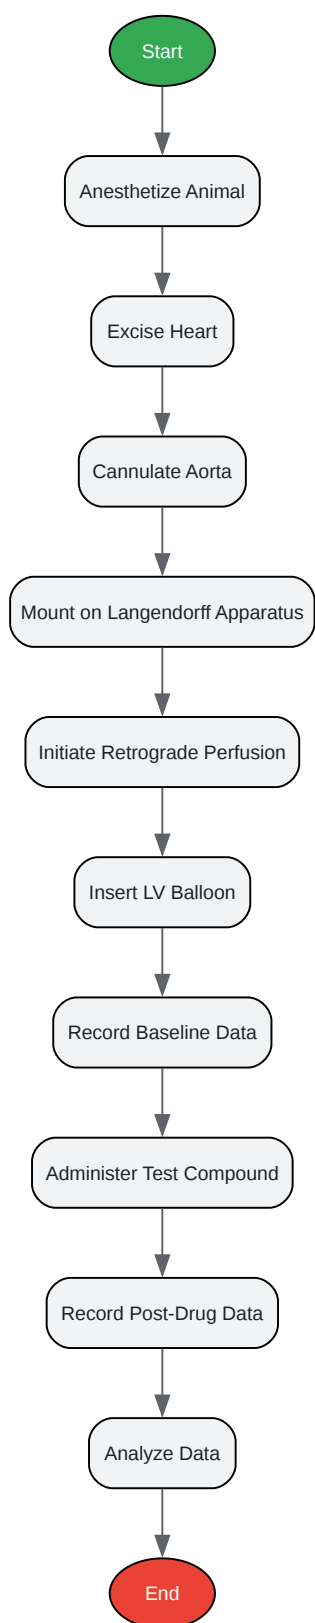 Start
Anesthetize Animal
Excise Heart
Cannulate Aorta
Mount on Langendorff Apparatus
Initiate Retrograde Perfusion
Insert LV Balloon
Record Baseline Data
Administer Test Compound
Record Post-Drug Data
Analyze Data
End